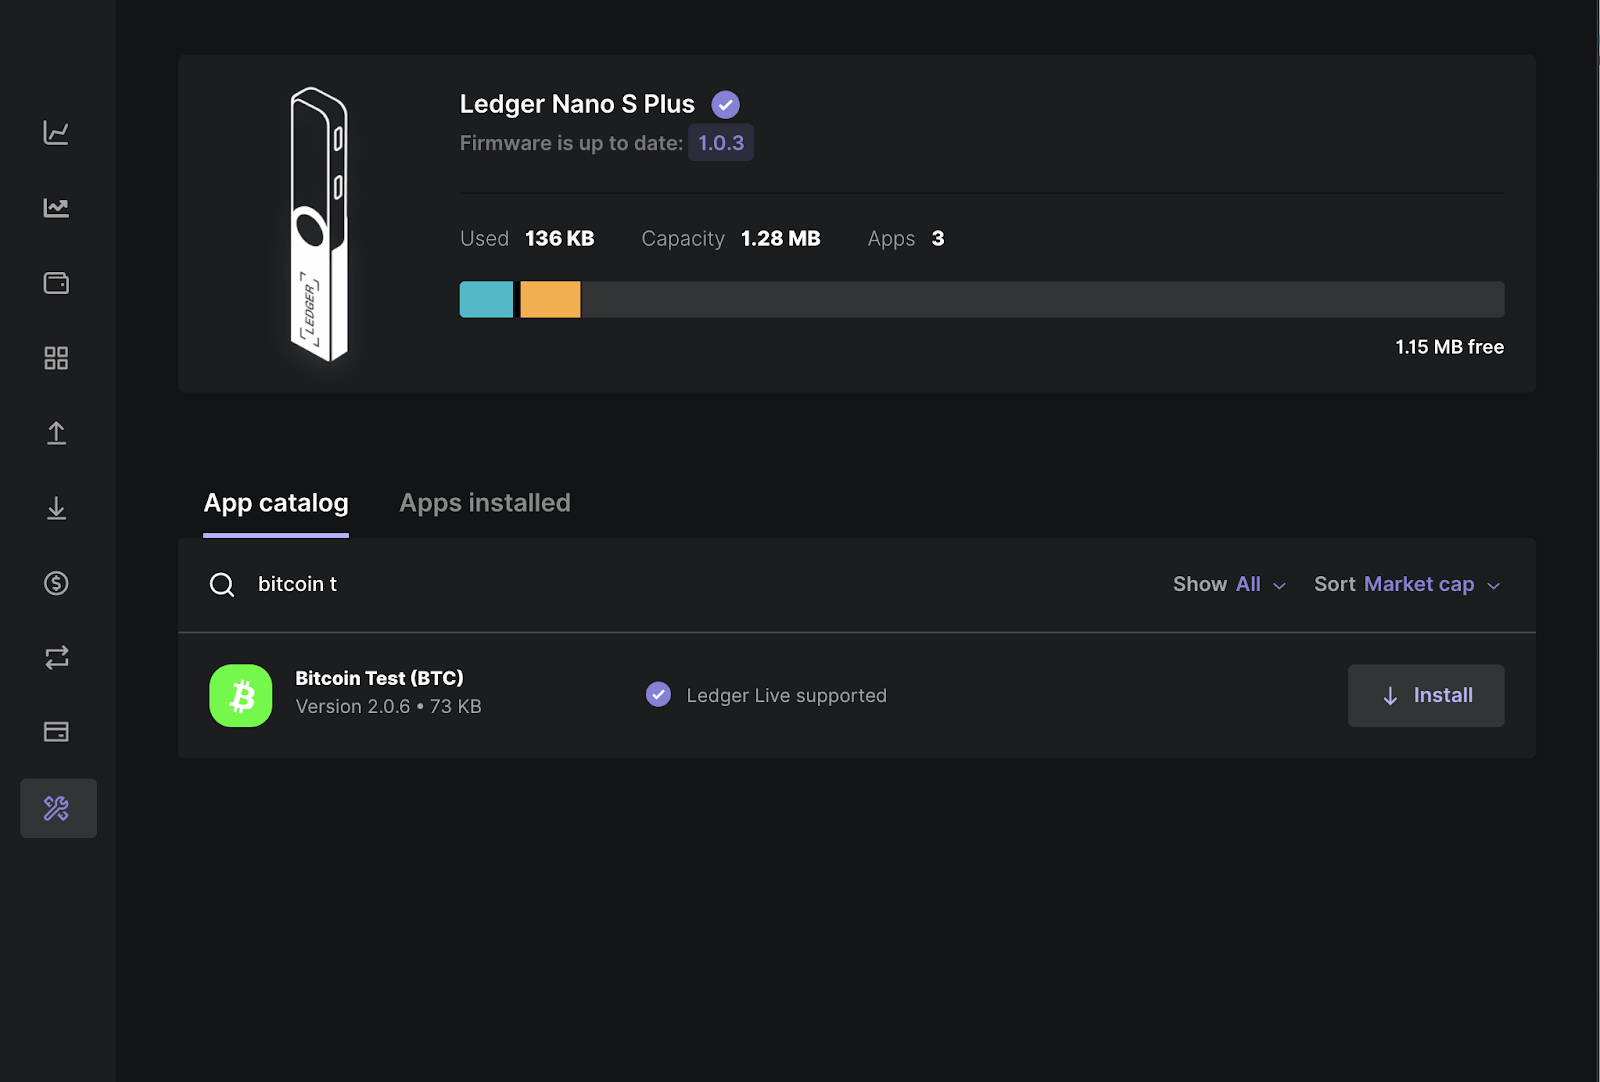 Ledger Nano S Plus
Firmware is up to date: 1.0.3
Used 136 KB Capacity 1.28 MB Apps 3
1.15 MB free
LEDGER
App catalog Apps installed
bitcoin t Show All Sort Market cap
Bitcoin Test (BTC)
Version 2.0.6 • 73 KB
Ledger Live supported
Install